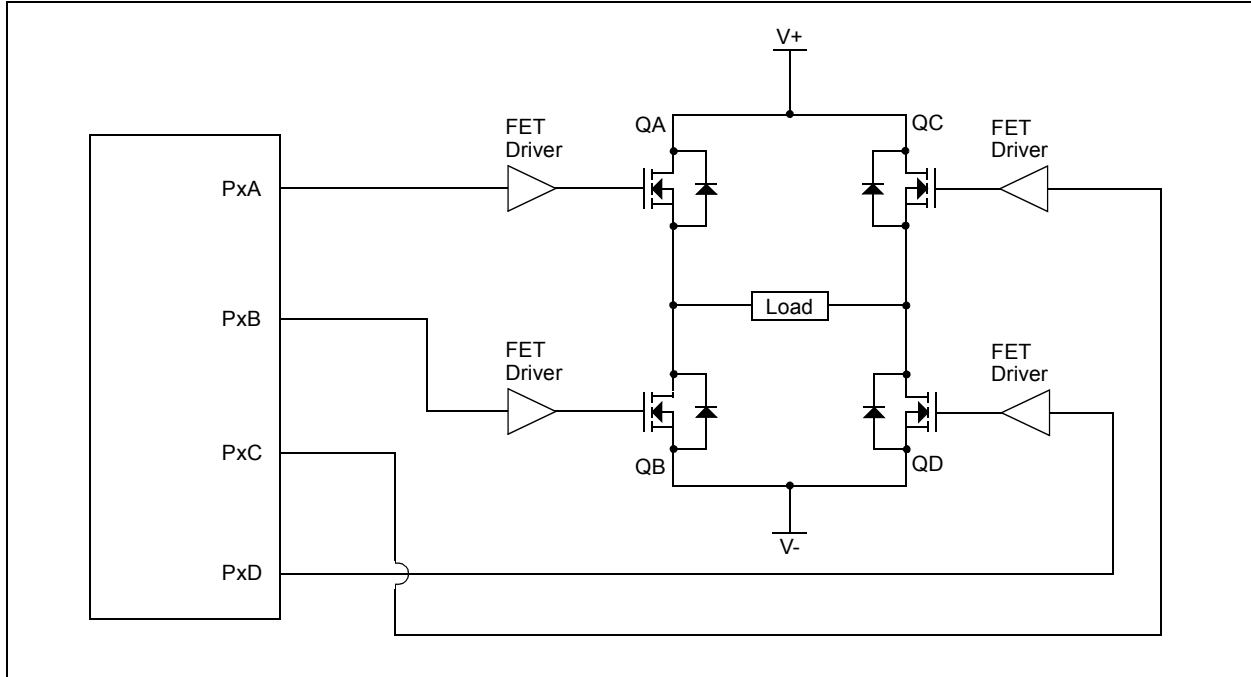 V+
QA
QC
FET
Driver
FET
Driver
PxA
Load
PxB
FET
Driver
FET
Driver
PxC
QB
QD
V-
PxD